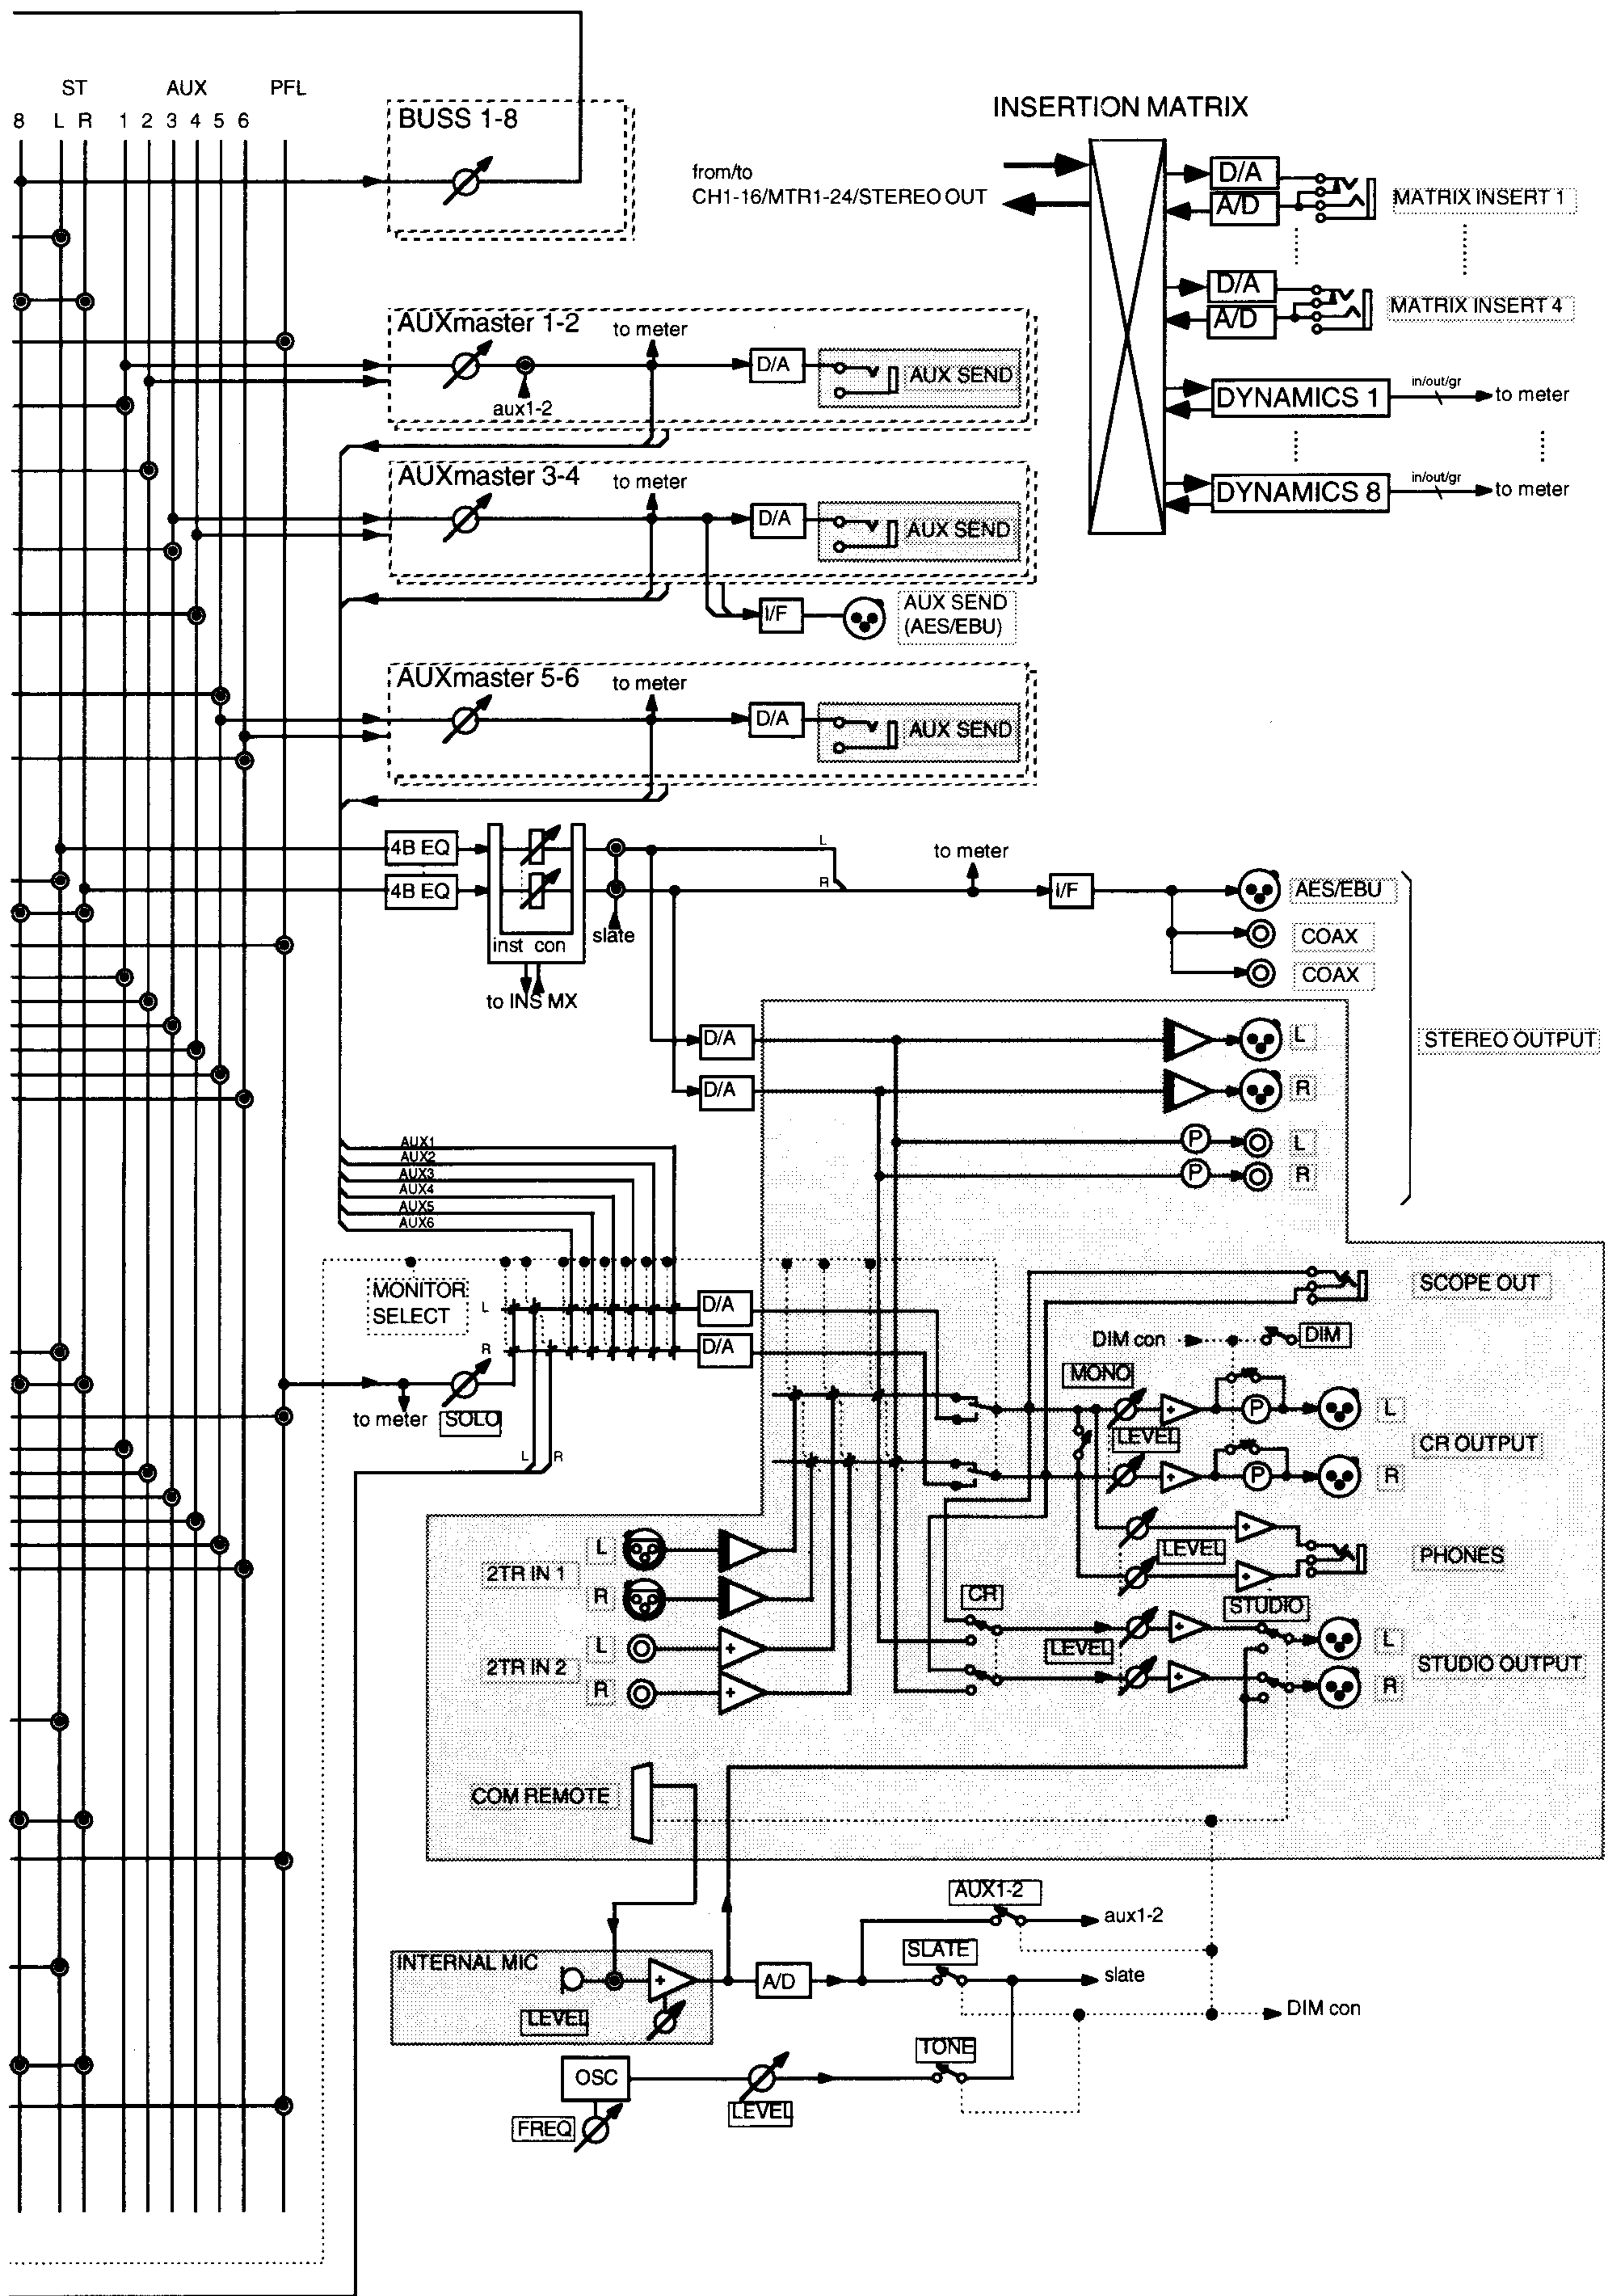 ST AUX PFL
8 L R 1 2 3 4 5 6
BUSS 1-8
INSERTION MATRIX
from/to
CH1-16/MTR1-24/STEREO OUT
D/A
A/D
MATRIX INSERT 1
D/A
A/D
MATRIX INSERT 4
DYNAMICS 1
in/out/gr
to meter
DYNAMICS 8
in/out/gr
to meter
AUXmaster 1-2
to meter
D/A
AUX SEND
aux1-2
AUXmaster 3-4
to meter
D/A
AUX SEND
I/F
AUX SEND
(AES/EBU)
AUXmaster 5-6
to meter
D/A
AUX SEND
4B EQ
4B EQ
inst con
to INS MX
slate
L
R
to meter
I/F
AES/EBU
COAX
COAX
STEREO OUTPUT
D/A
D/A
L
R
P
L
P
R
AUX1
AUX2
AUX3
AUX4
AUX5
AUX6
MONITOR
SELECT
L
R
D/A
D/A
to meter
SOLO
L
R
SCOPE OUT
DIM con
DIM
MONO
LEVEL
P
L
P
R
CR OUTPUT
LEVEL
PHONES
2TR IN 1
L
R
2TR IN 2
L
R
CR
LEVEL
STUDIO
L
R
STUDIO OUTPUT
COM REMOTE
INTERNAL MIC
LEVEL
A/D
AUX1-2
aux1-2
SLATE
slate
DIM con
TONE
OSC
FREQ
LEVEL